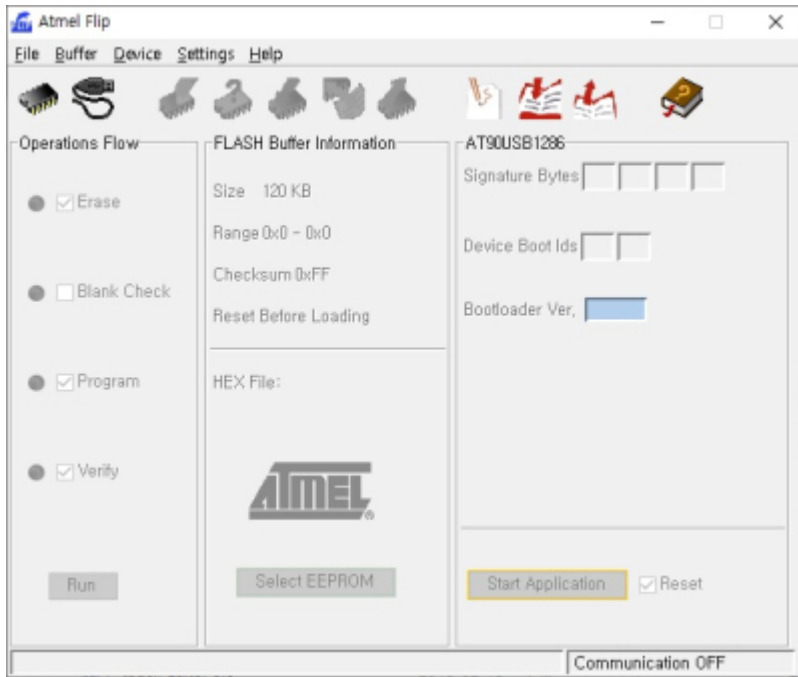 Atmel Flip
File Buffer Device Settings Help
Operations Flow
Erase
Blank Check
Program
Verify
Run
FLASH Buffer Information
Size 120 KB
Range 0x0 - 0x0
Checksum 0xFF
Reset Before Loading
HEX File:
ATMEL
Select EEPROM
AT90USB1286
Signature Bytes
Device Boot Ids
Bootloader Ver.
Start Application
Reset
Communication OFF